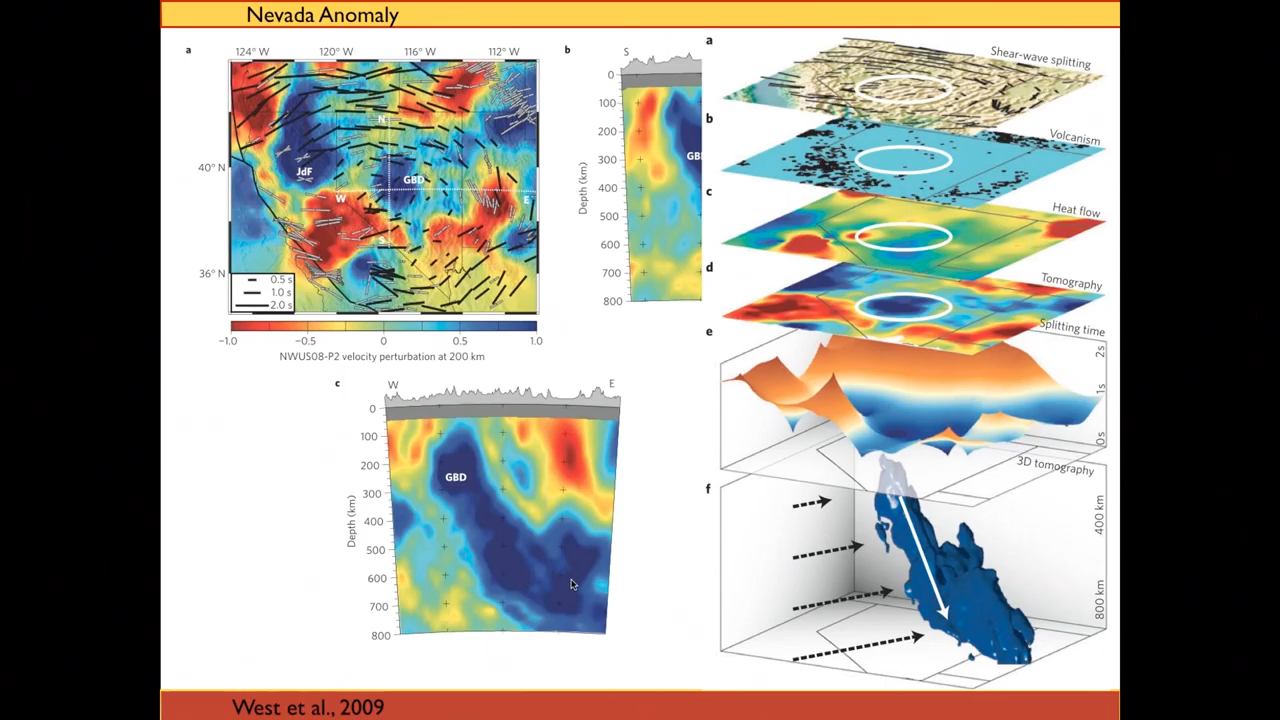 Nevada Anomaly
a
124° W 120° W 116° W 112° W
40° N
36° N
N
JdF
GBD
W
E
S
0.5 s
1.0 s
2.0 s
−1.0 −0.5 0 0.5 1.0
NWUS08-P2 velocity perturbation at 200 km
b
S
0
100
200
300
400
500
600
700
800
Depth (km)
GB
c
W E
0
100
200
300
400
500
600
700
800
Depth (km)
GBD
a
Shear-wave splitting
b
Volcanism
c
Heat flow
d
Tomography
e
Splitting time
2s
1s
0s
f
3D tomography
400 km
800 km
West et al., 2009